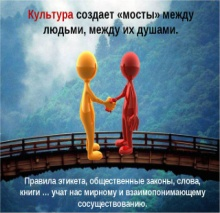 Культура создает «мосты» между
людьми, между их душами.
Правила этикета, общественные законы, слова,
книги ... учат нас мирному и взаимопонимающему
сосуществованию.